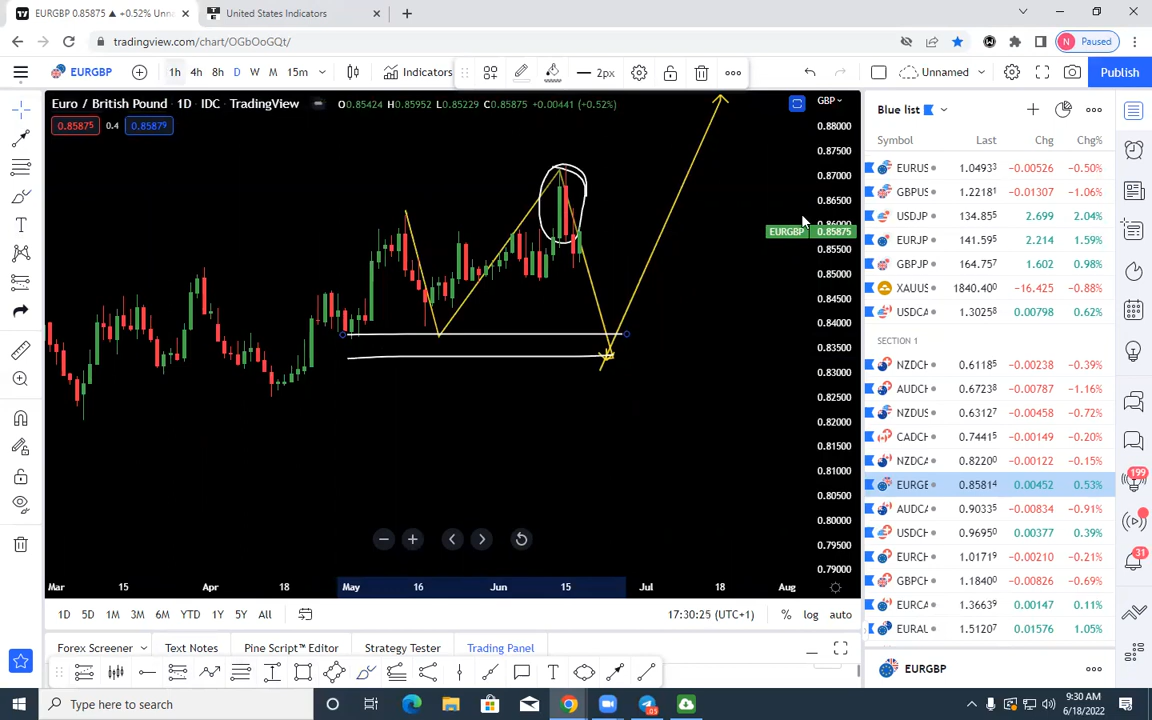 EURGBP 0.85875 ▲ +0.52% Unnam
United States Indicators
tradingview.com/chart/OGbOoGQt/
N Paused
EURGBP 1h 4h 8h D W M 15m Indicators 2px Unnamed Publish
Euro / British Pound · 1D · IDC · TradingView O0.85424 H0.85952 L0.85229 C0.85875 +0.00441 (+0.52%) GBP
0.85875 0.4 0.85879
0.88000
0.87500
0.87000
0.86500
0.86000
EURGBP 0.85875
0.85500
0.85000
0.84500
0.84000
0.83500
0.83000
0.82500
0.82000
0.81500
0.81000
0.80500
0.80000
0.79500
0.79000
Mar 15 Apr 18 May 16 Jun 15 Jul 18 Aug
1D 5D 1M 3M 6M YTD 1Y 5Y All 17:30:25 (UTC+1) % log auto
Forex Screener Text Notes Pine Script™ Editor Strategy Tester Trading Panel
Blue list
Symbol Last Chg Chg%
EURUS 1.04933 -0.00526 -0.50%
GBPUS 1.22181 -0.01307 -1.06%
USDJP 134.855 2.699 2.04%
EURJP 141.595 2.214 1.59%
GBPJP 164.757 1.602 0.98%
XAUUS 1840.400 -16.425 -0.88%
USDCA 1.30258 0.00798 0.62%
SECTION 1
NZDCH 0.61185 -0.00238 -0.39%
AUDCH 0.67238 -0.00787 -1.16%
NZDUS 0.63127 -0.00458 -0.72%
CADCH 0.74415 -0.00149 -0.20%
NZDCA 0.82200 -0.00122 -0.15%
EURGB 0.85814 0.00452 0.53%
AUDCA 0.90335 -0.00834 -0.91%
USDCH 0.96950 0.00377 0.39%
EURCH 1.01719 -0.00210 -0.21%
GBPCH 1.18400 -0.00826 -0.69%
EURCA 1.36639 0.00147 0.11%
EURAU 1.51207 0.01576 1.05%
EURGBP
199
31
Type here to search
05
9:30 AM
6/18/2022